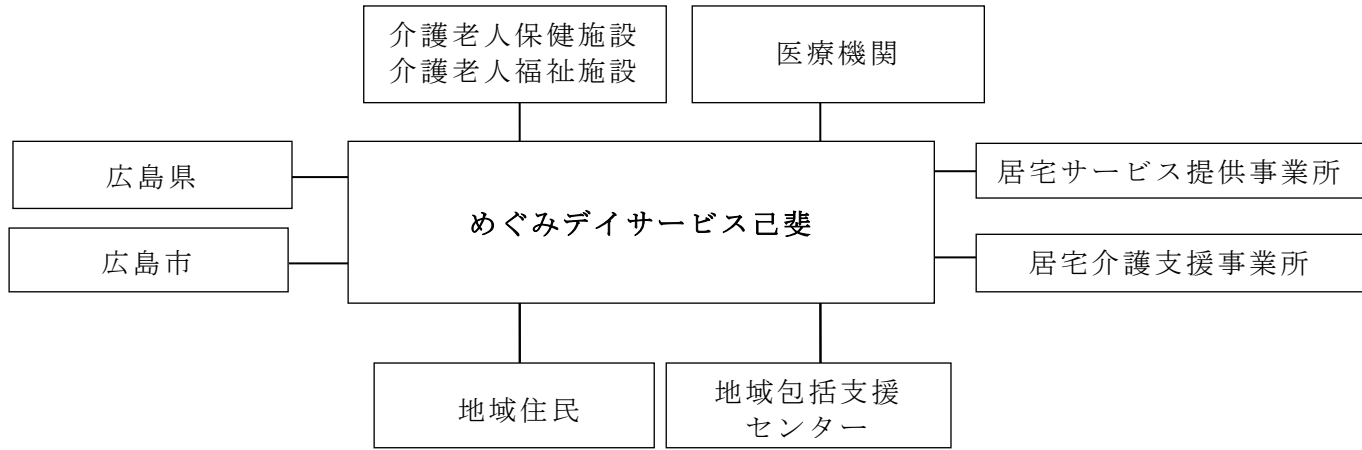 介護老人保健施設
介護老人福祉施設
医療機関
広島県
めぐみデイサービス己斐
居宅サービス提供事業所
広島市
居宅介護支援事業所
地域住民
地域包括支援
センター